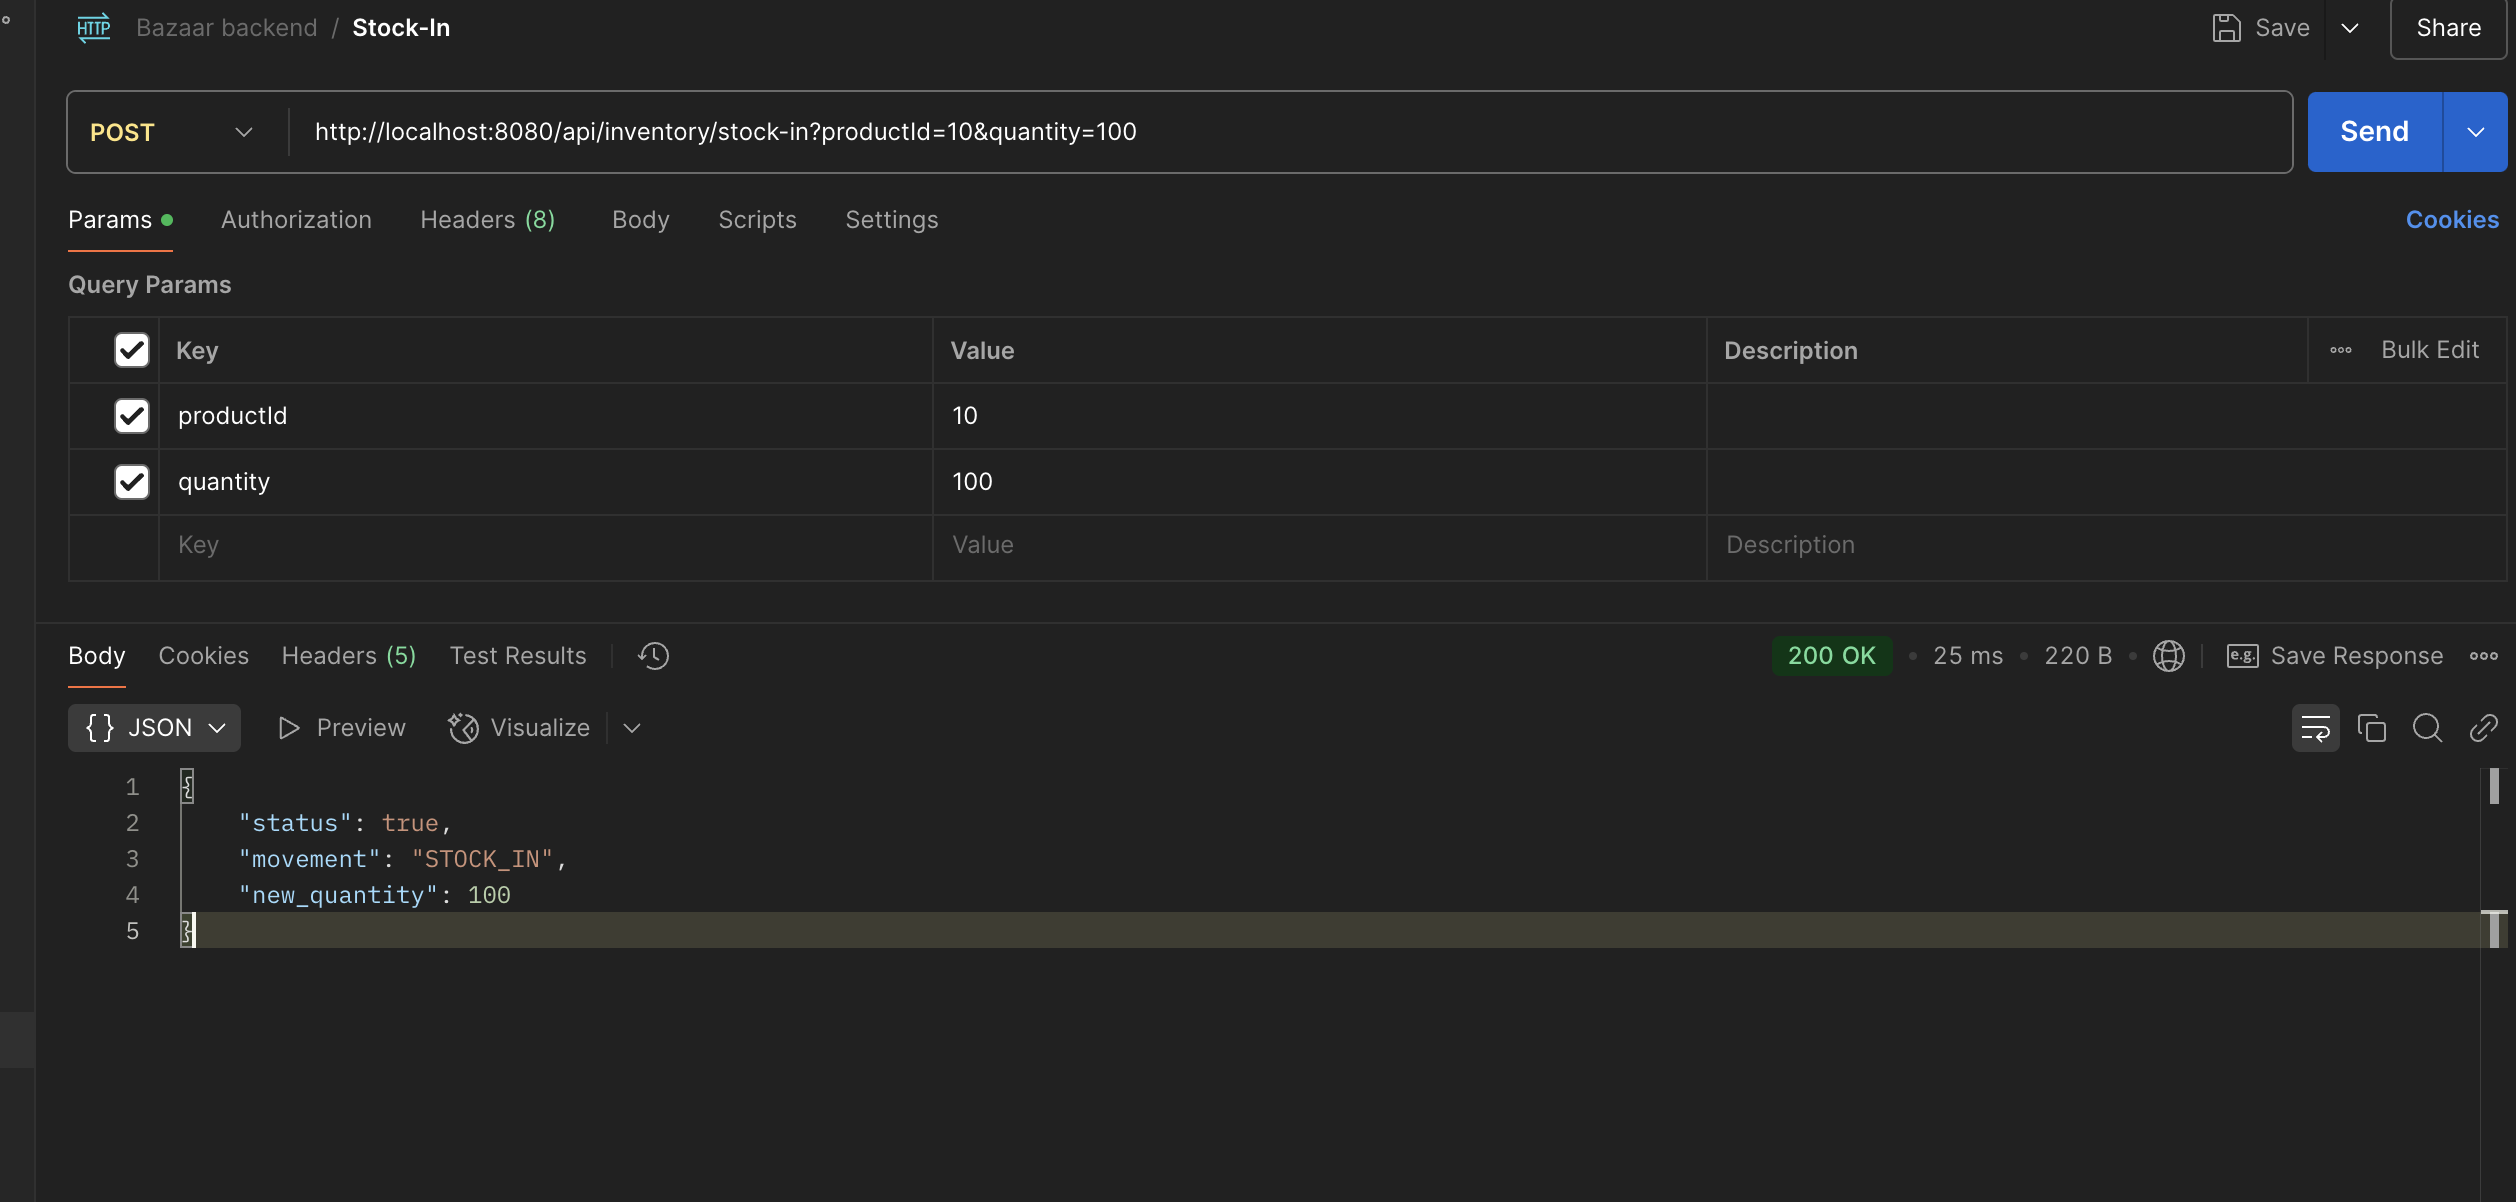 HTTP Bazaar backend / Stock-In Save Share
POST http://localhost:8080/api/inventory/stock-in?productId=10&quantity=100 Send
Params Authorization Headers (8) Body Scripts Settings Cookies
Query Params
Key Value Description Bulk Edit
productId 10
quantity 100
Key Value Description
Body Cookies Headers (5) Test Results 200 OK • 25 ms • 220 B • e.g. Save Response
{} JSON Preview Visualize
1 {
2 "status": true,
3 "movement": "STOCK_IN",
4 "new_quantity": 100
5 }